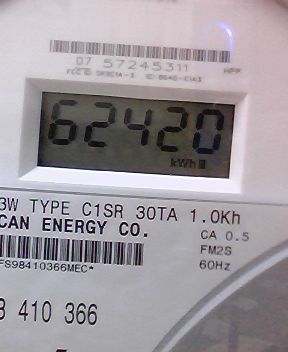 07 57245311
62420
kWh
3W TYPE C1SR 30TA 1.0Kh
CAN ENERGY CO.
CA 0.5
FM2S
60Hz
FS98410366MEC*
8 410 366